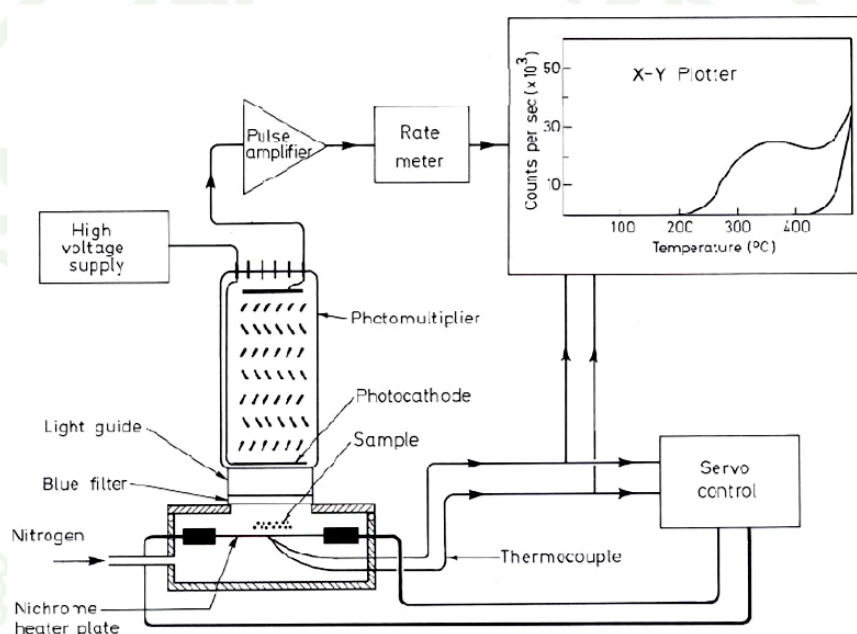 X-Y Plotter
Counts per sec (×10³)
50
30
10
100 200 300 400
Temperature (ºC)
Pulse
amplifier
Rate
meter
High
voltage
supply
Photomultiplier
Photocathode
Light guide
Sample
Blue filter
Servo
control
Nitrogen
Thermocouple
Nichrome
heater plate